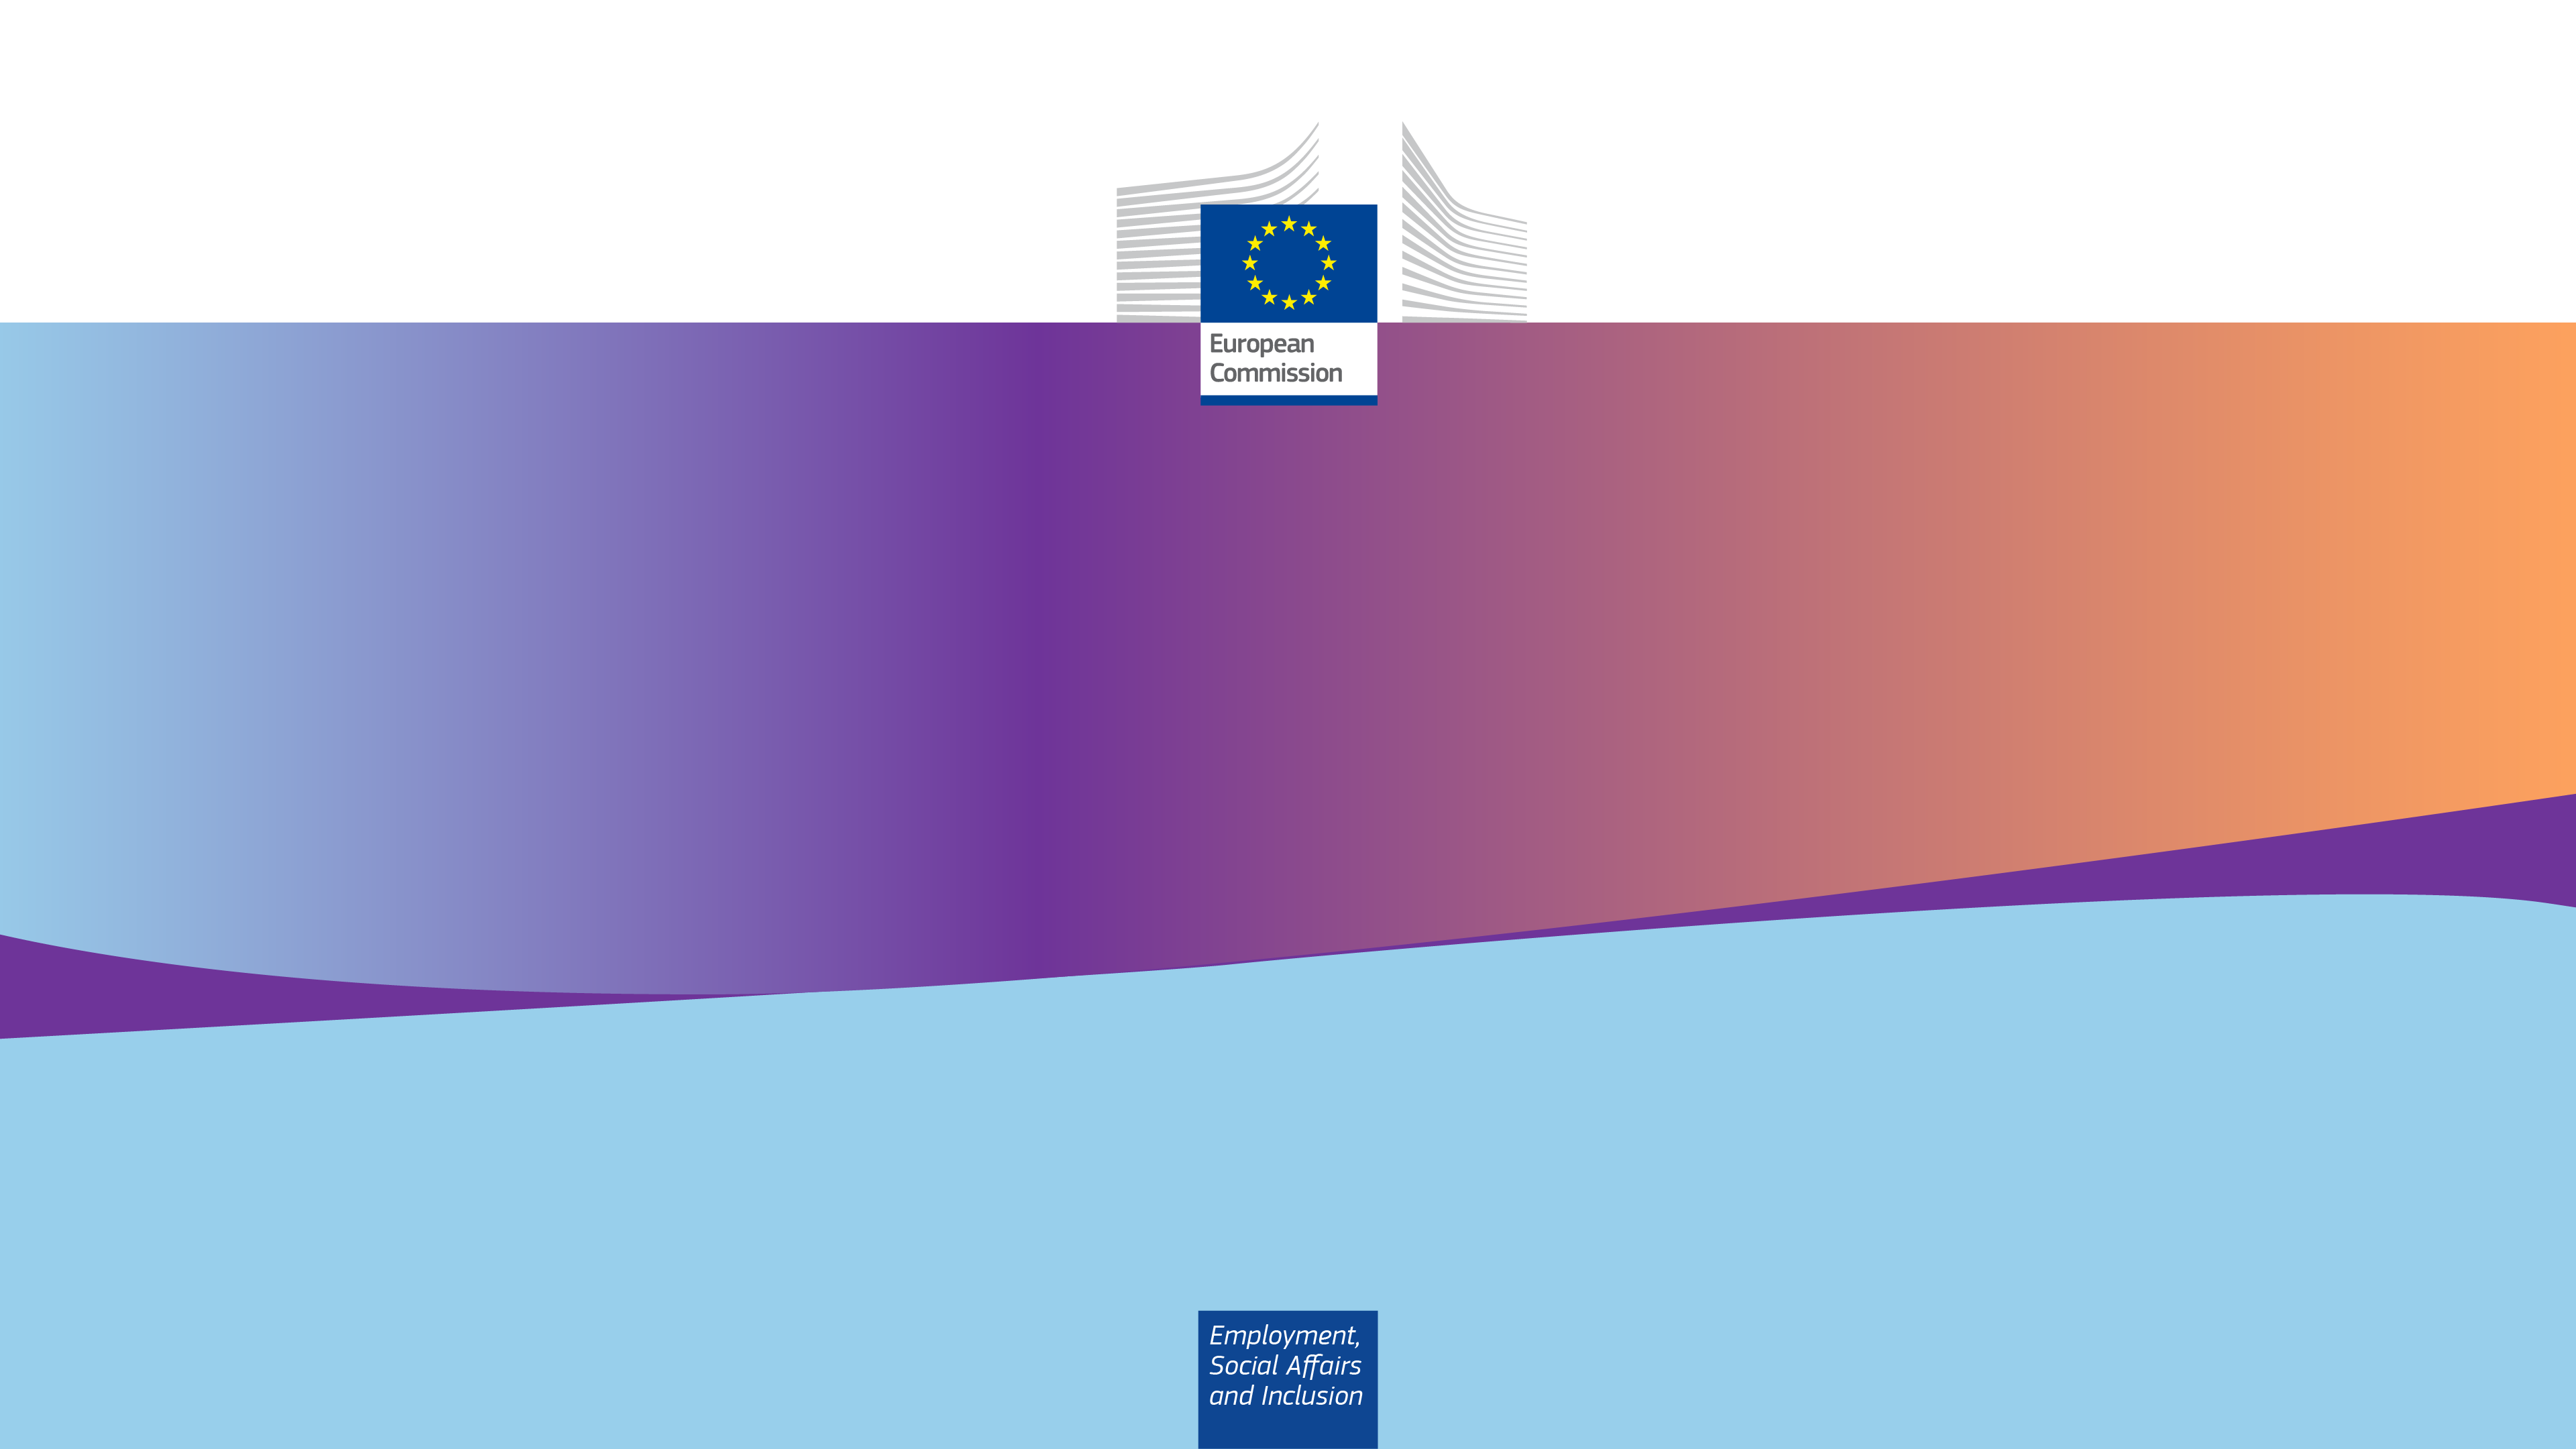 European
Commission
Employment,
Social Affairs
and Inclusion